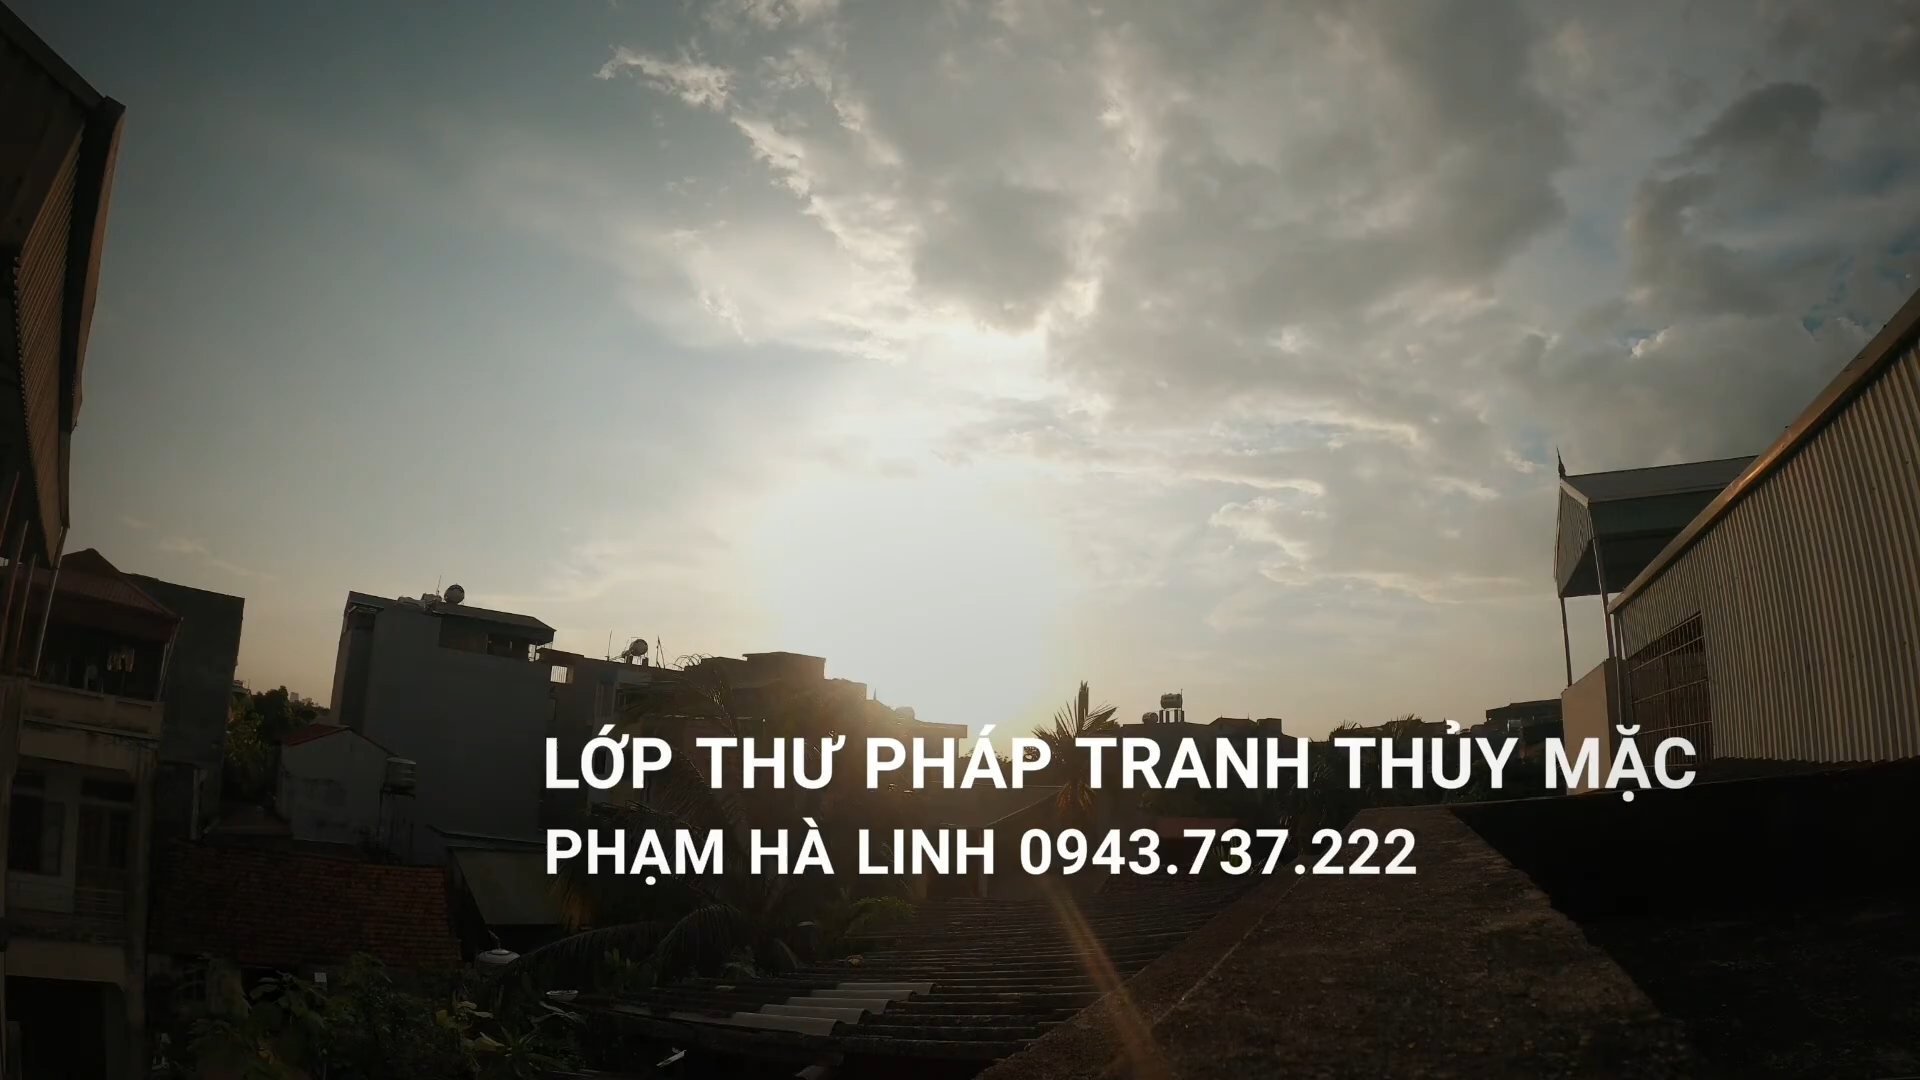 LỚP THƯ PHÁP TRANH THỦY MẶC
PHẠM HÀ LINH 0943.737.222